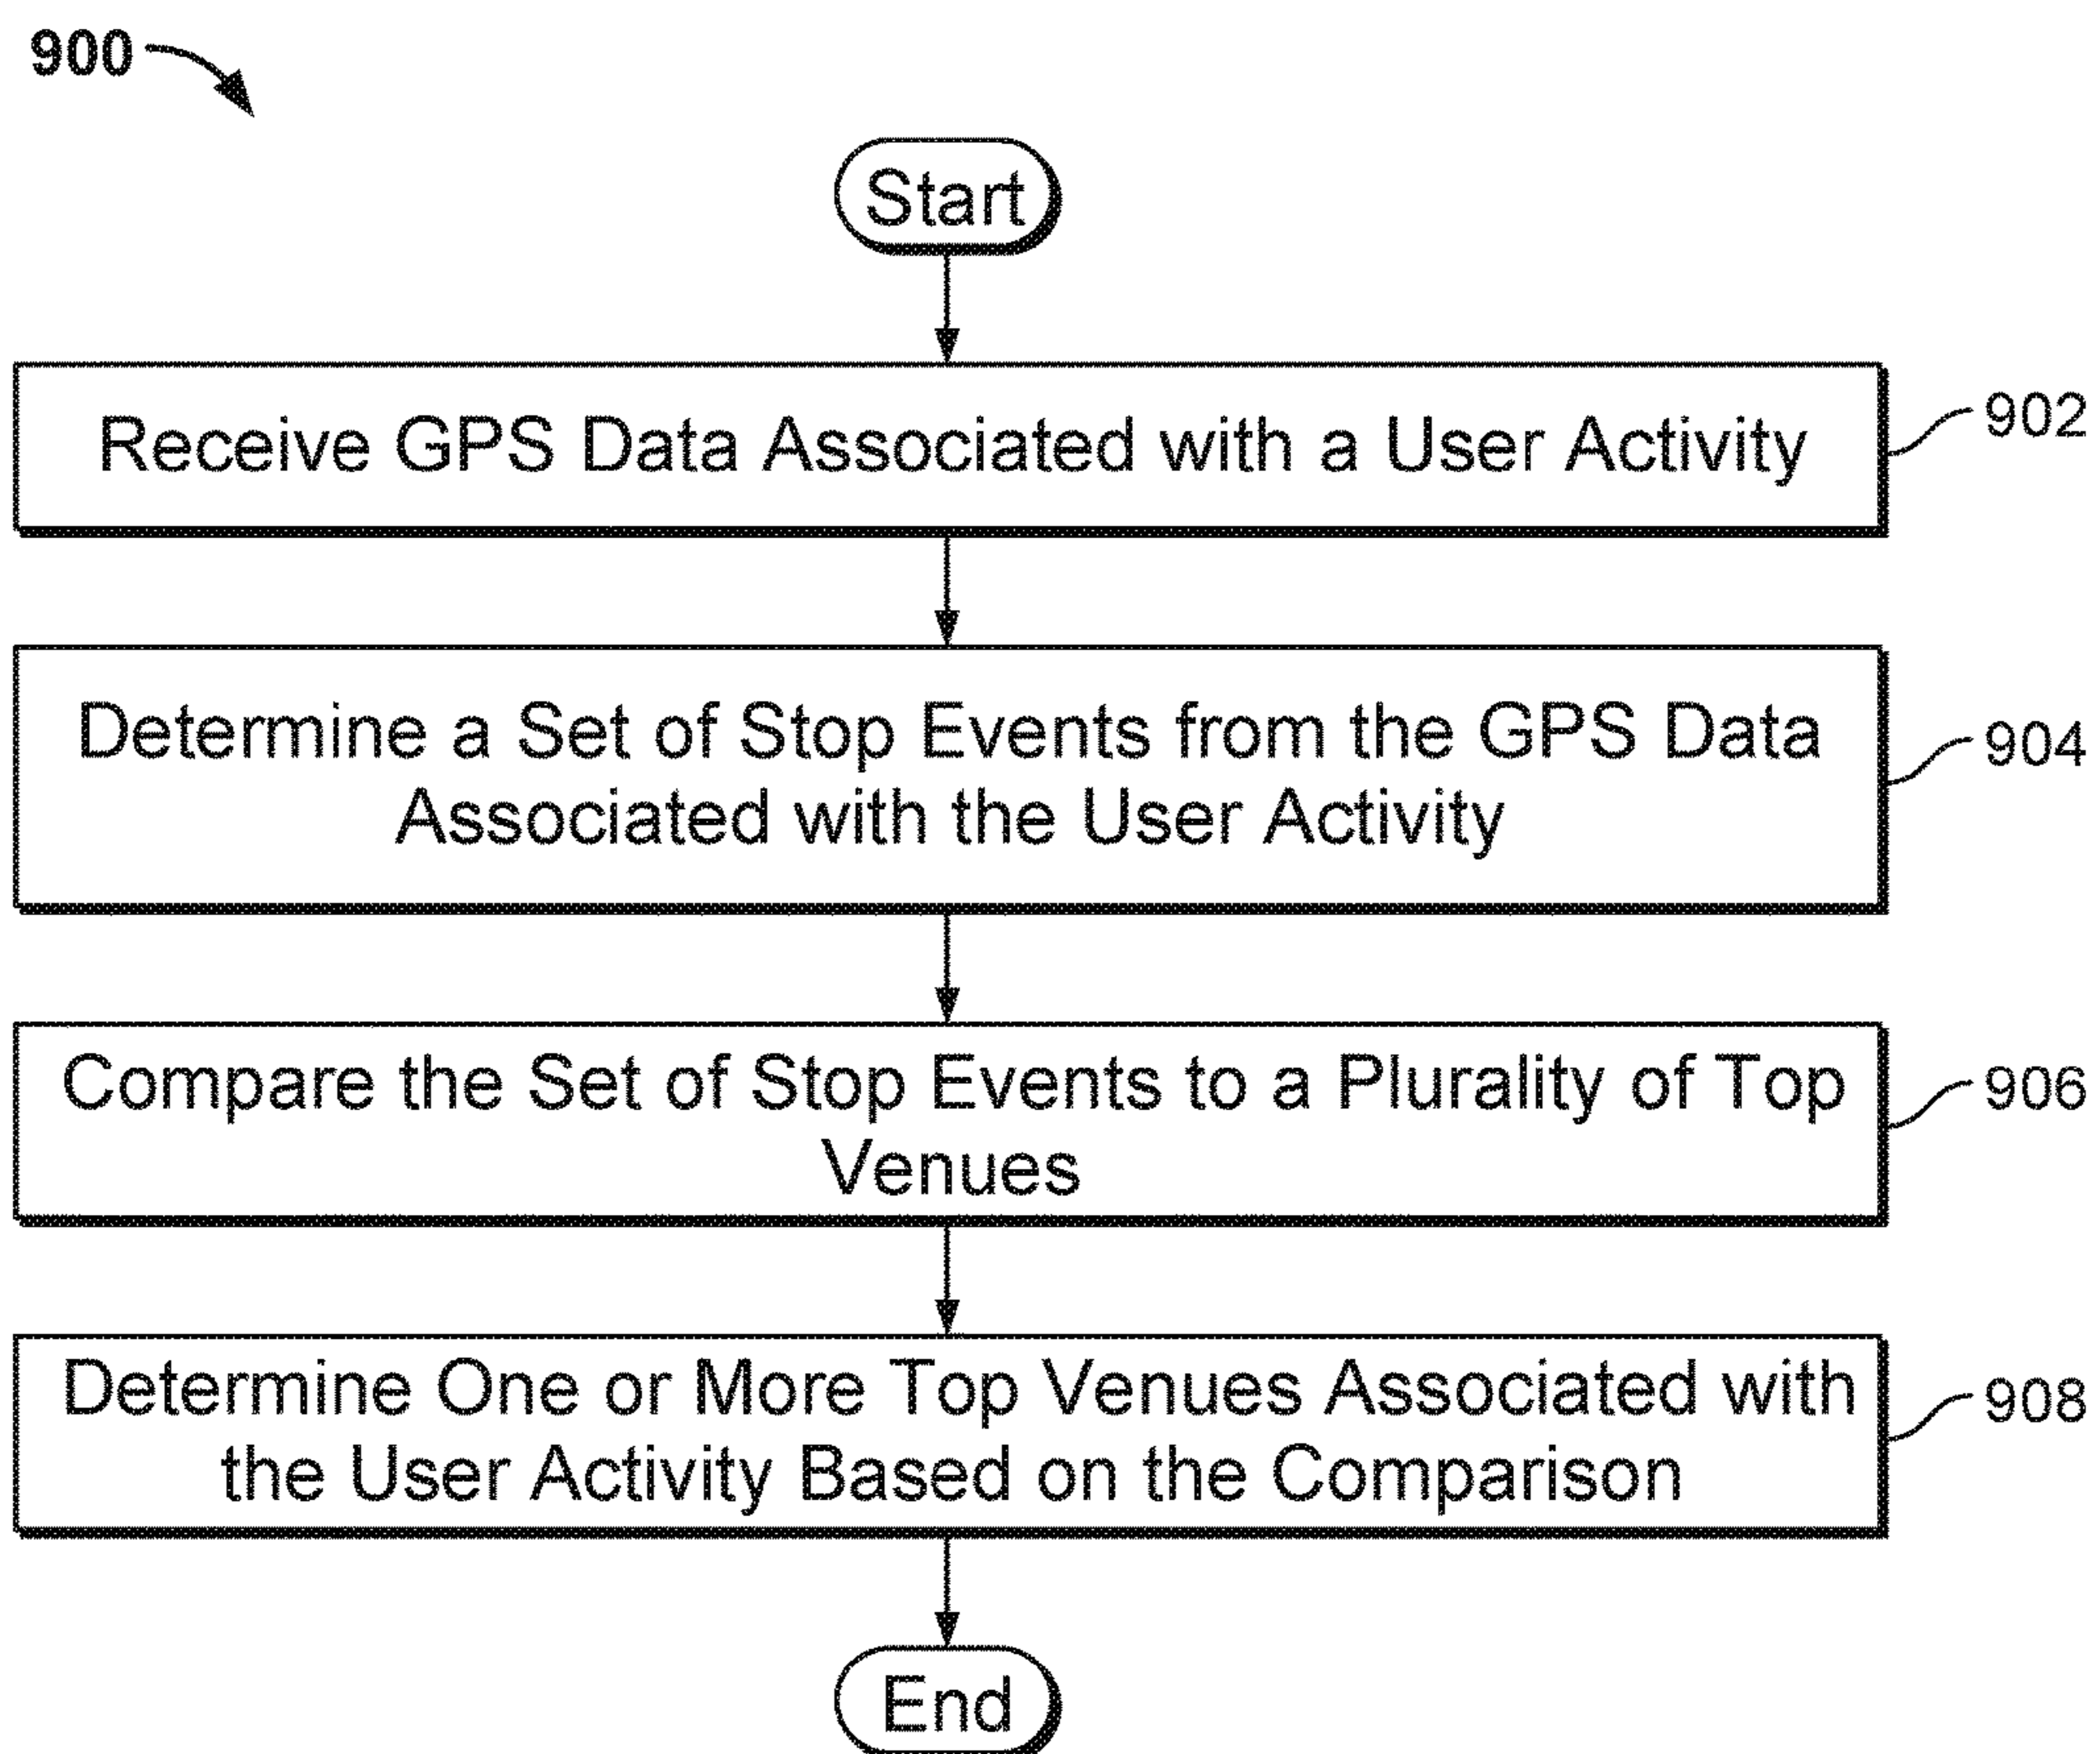 900
Start
Receive GPS Data Associated with a User Activity
902
Determine a Set of Stop Events from the GPS Data
Associated with the User Activity
904
Compare the Set of Stop Events to a Plurality of Top
Venues
906
Determine One or More Top Venues Associated with
the User Activity Based on the Comparison
908
End